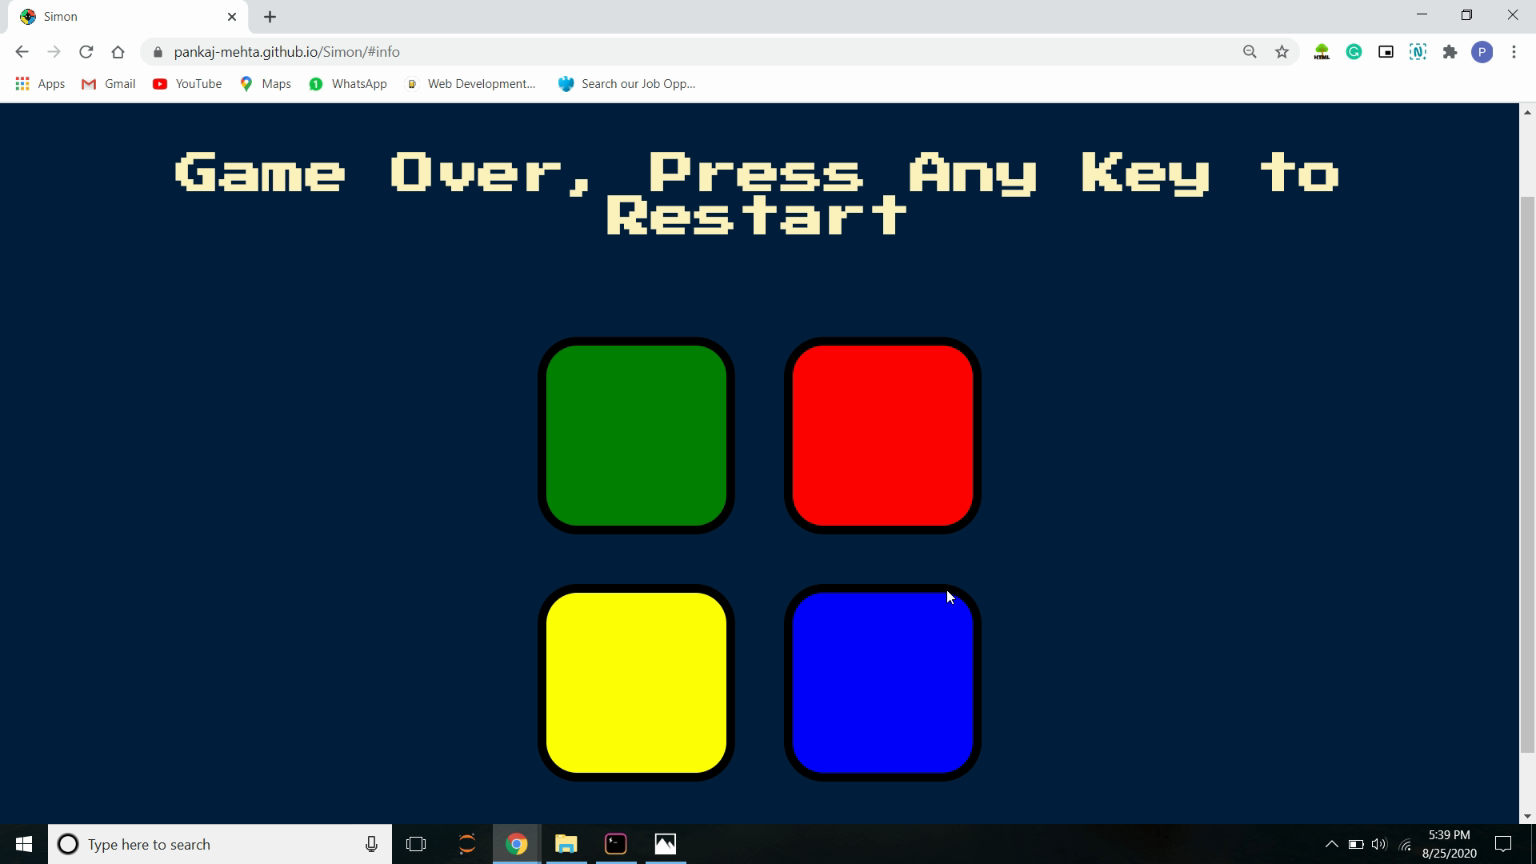 Simon
pankaj-mehta.github.io/Simon/#info
P
Apps
Gmail
YouTube
Maps
1
WhatsApp
Web Development...
Search our Job Opp...
Game Over, Press Any Key to
Restart
Type here to search
5:39 PM
8/25/2020